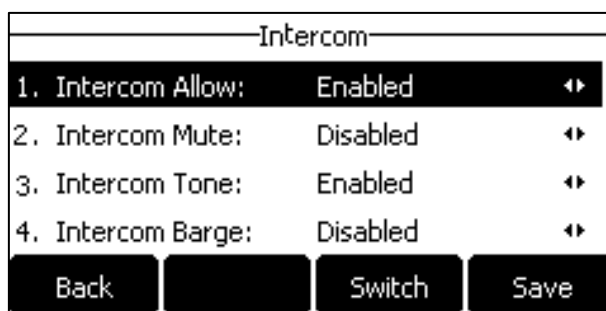 Intercom
1. Intercom Allow: Enabled
2. Intercom Mute: Disabled
3. Intercom Tone: Enabled
4. Intercom Barge: Disabled
Back Switch Save